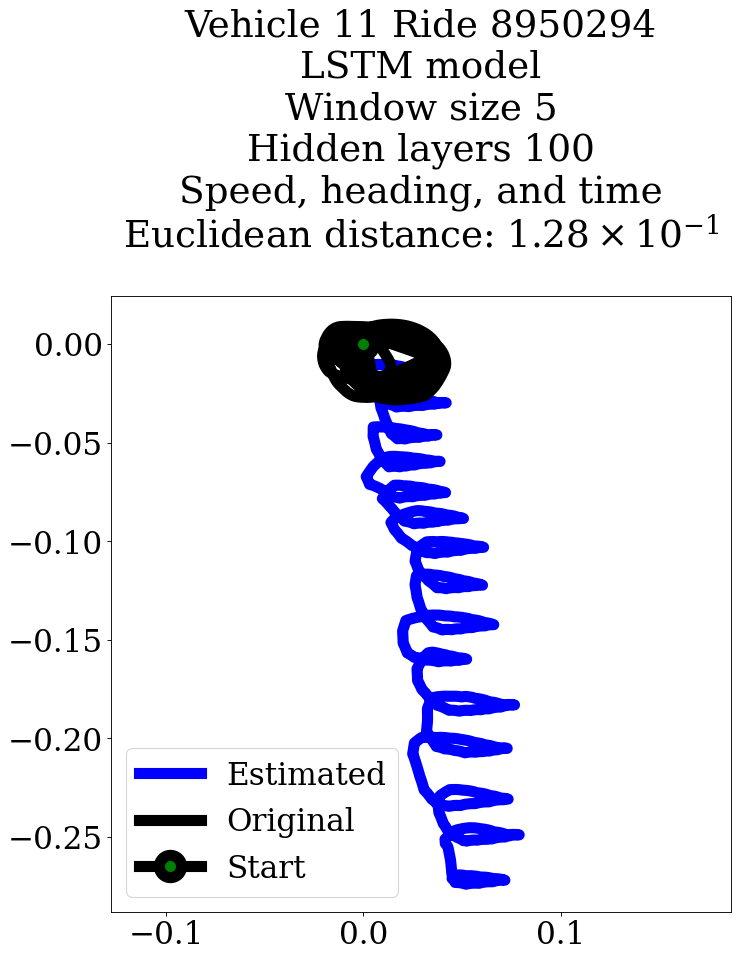 Vehicle 11 Ride 8950294
LSTM model
Window size 5
Hidden layers 100
Speed, heading, and time
Euclidean distance: 1.28 × 10⁻¹
0.00
−0.05
−0.10
−0.15
−0.20
−0.25
Estimated
Original
Start
−0.1 0.0 0.1